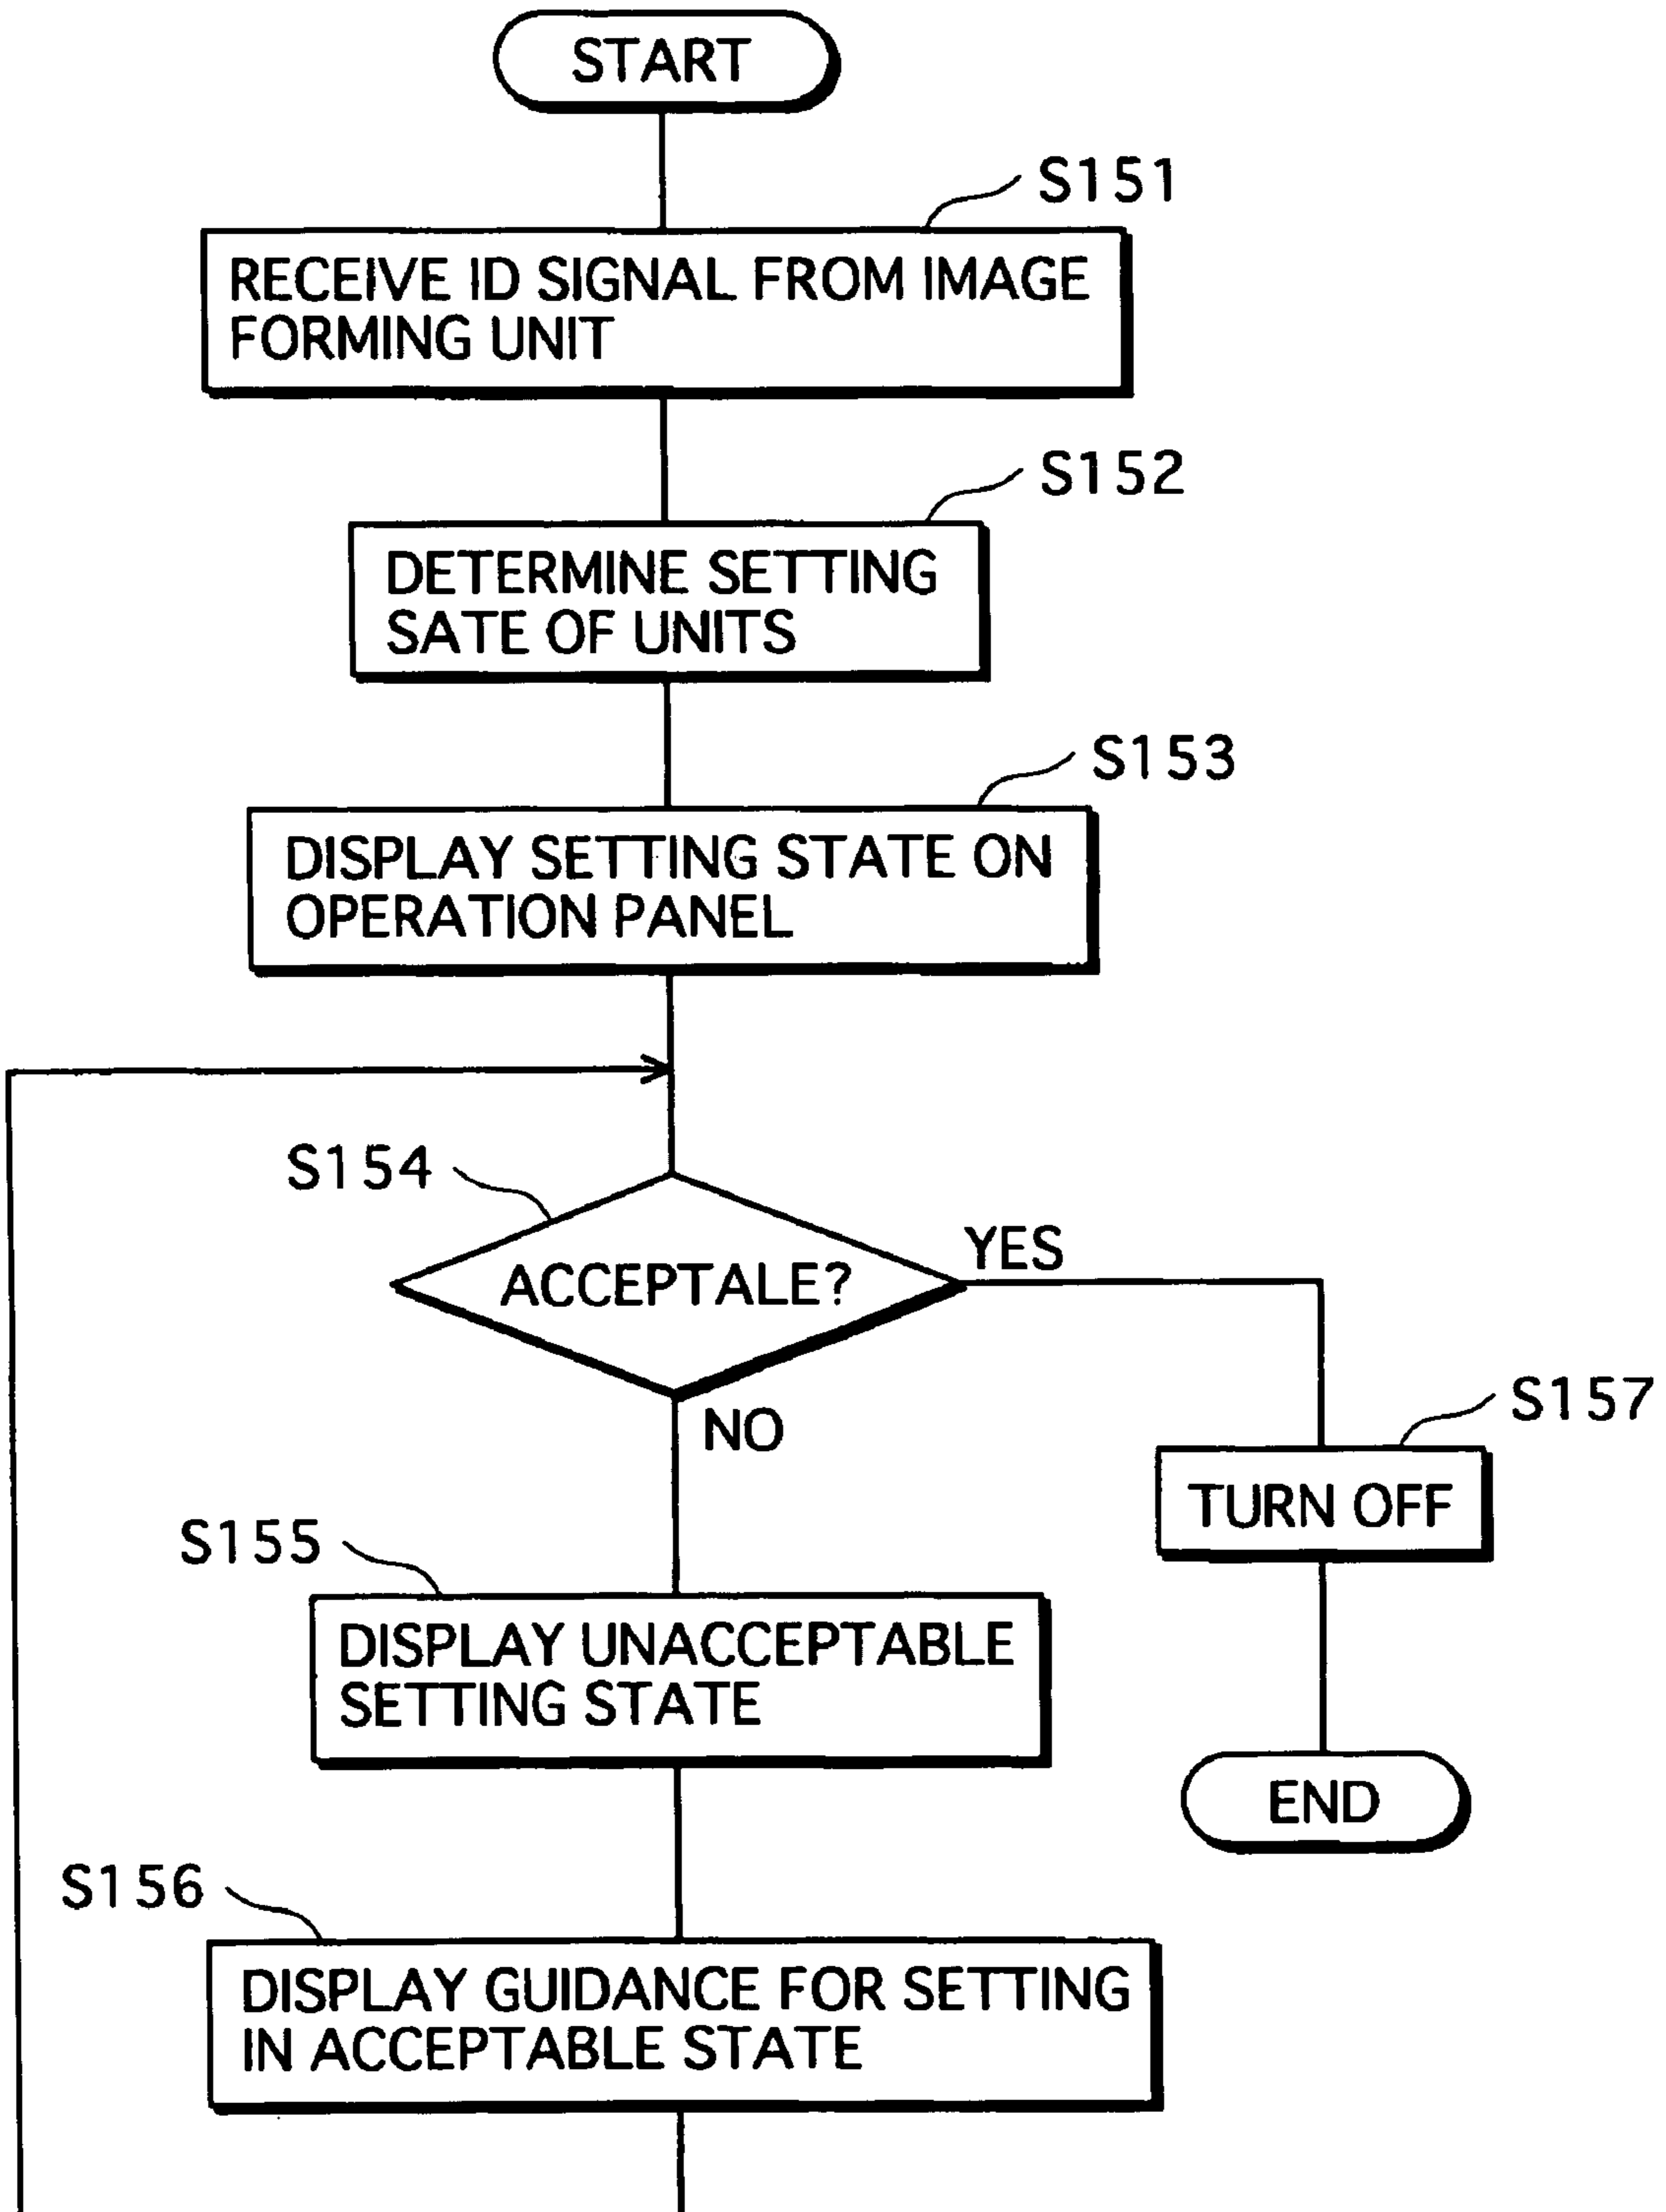 START
S151
RECEIVE ID SIGNAL FROM IMAGE
FORMING UNIT
S152
DETERMINE SETTING
SATE OF UNITS
S153
DISPLAY SETTING STATE ON
OPERATION PANEL
S154
ACCEPTALE?
YES
NO
S157
TURN OFF
S155
DISPLAY UNACCEPTABLE
SETTING STATE
END
S156
DISPLAY GUIDANCE FOR SETTING
IN ACCEPTABLE STATE